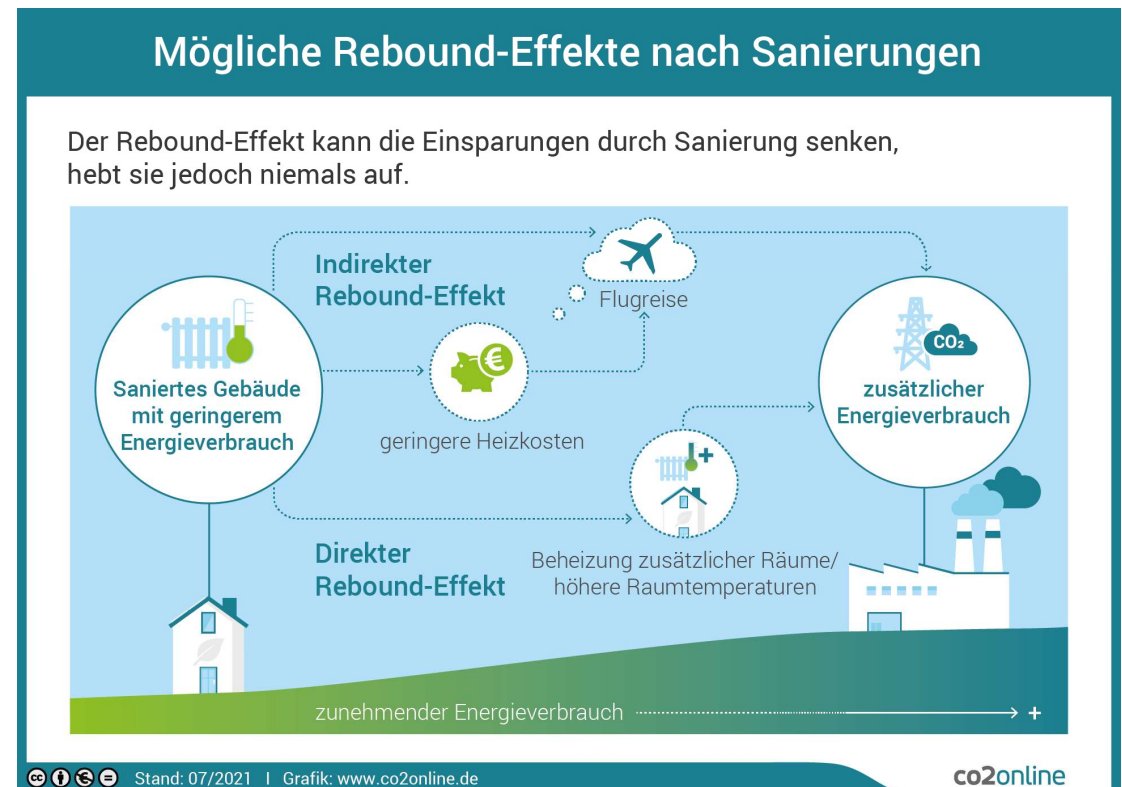 Mögliche Rebound-Effekte nach Sanierungen
Der Rebound-Effekt kann die Einsparungen durch Sanierung senken,
hebt sie jedoch niemals auf.
Indirekter
Rebound-Effekt
Flugreise
Saniertes Gebäude
mit geringerem
Energieverbrauch
€
geringere Heizkosten
CO₂
zusätzlicher
Energieverbrauch
+
Direkter
Rebound-Effekt
Beheizung zusätzlicher Räume/
höhere Raumtemperaturen
zunehmender Energieverbrauch
+
cc
Stand: 07/2021 I Grafik: www.co2online.de
co2online